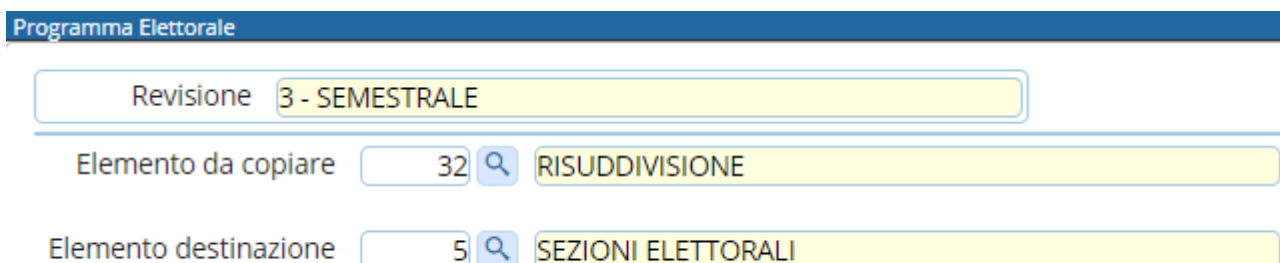 Programma Elettorale
Revisione 3 - SEMESTRALE
Elemento da copiare 32 RISUDDIVISIONE
Elemento destinazione 5 SEZIONI ELETTORALI